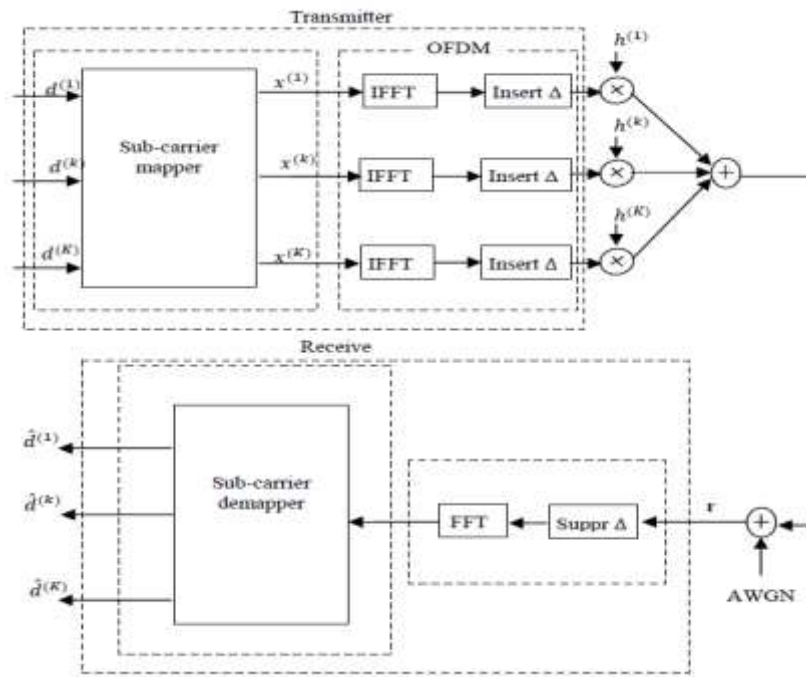 Transmitter
OFDM
d^(1)
x^(1)
IFFT
Insert Δ
h^(1)
×
Sub-carrier
mapper
d^(k)
x^(k)
IFFT
Insert Δ
h^(k)
×
+
d^(K)
x^(K)
IFFT
Insert Δ
h^(K)
×
Receive
d̂^(1)
Sub-carrier
demapper
d̂^(k)
FFT
Suppr Δ
r
+
d̂^(K)
AWGN